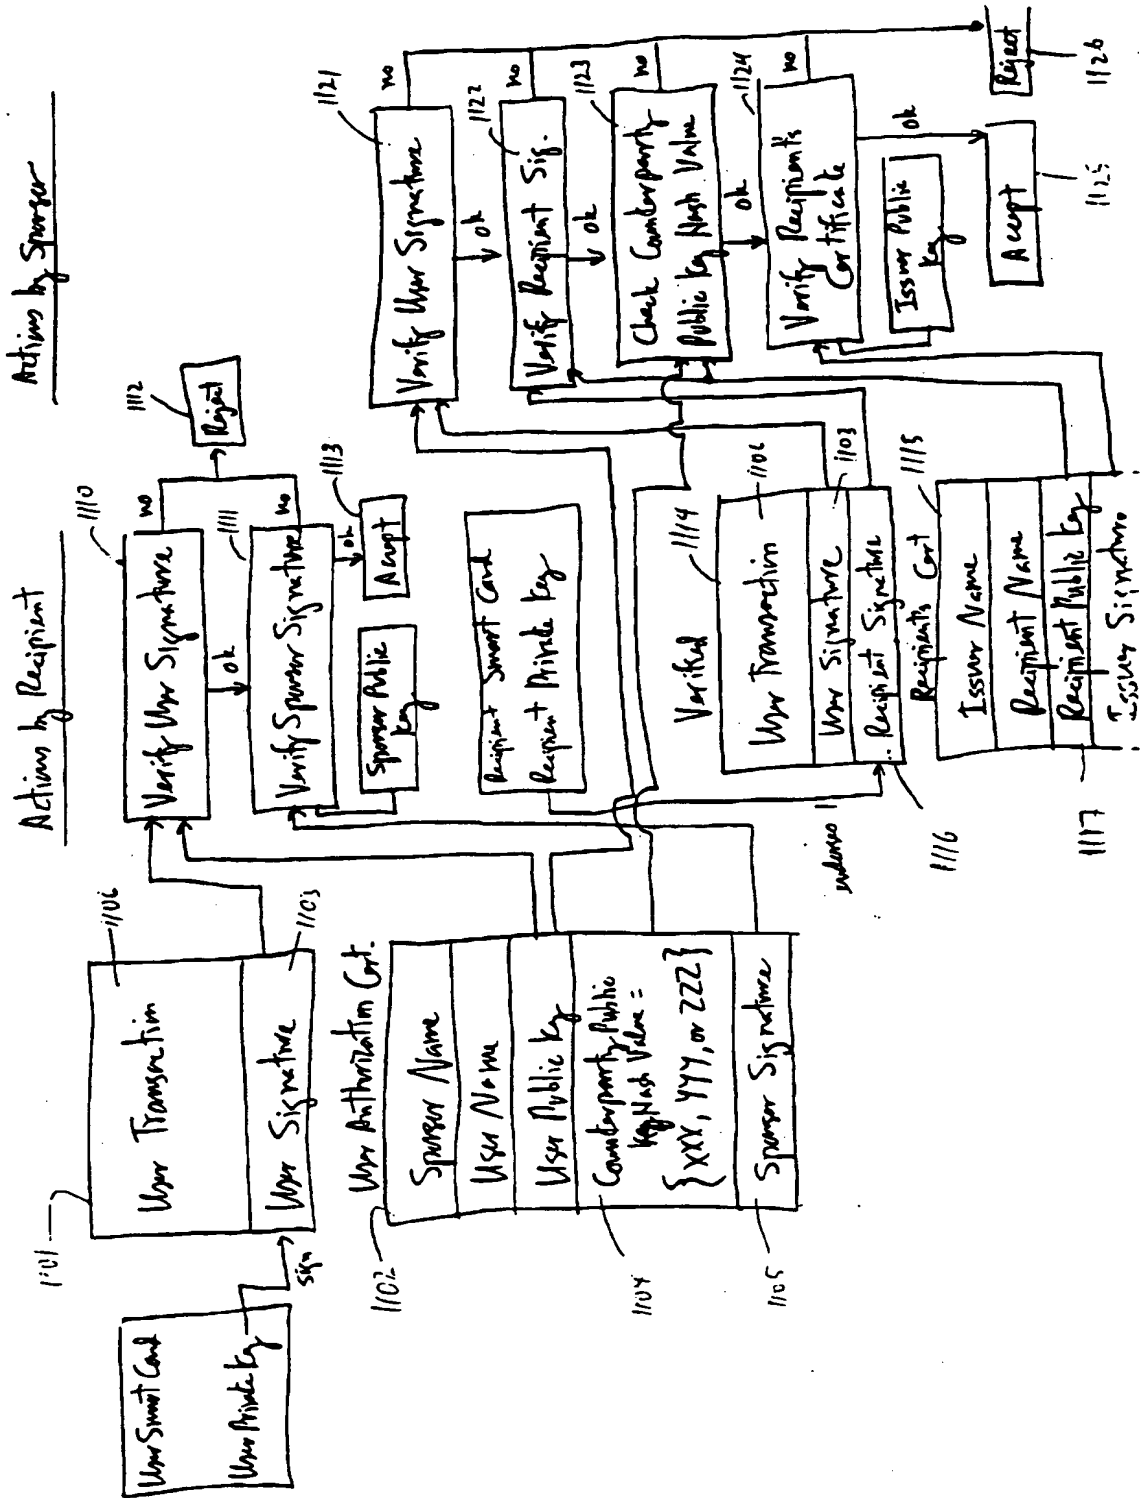 Actions by Recipient
Actions by Sponsor
User Smart Card
User Private Key
sign
1101
User Transaction
1106
User Signature
1103
User Authorization Cert.
1102
Sponsor Name
User Name
User Public Key
Counterparty Public
Key Hash Value =
{XXX, YYY, or ZZZ}
1104
Sponsor Signature
1105
Verify User Signature
1110
no
ok
Verify Sponsor Signature
1111
no
Reject
1112
ok
Accept
1113
Sponsor Public
Key
Recipient Smart Card
Recipient Private Key
Verified
1114
User Transaction
1106
User Signature
1103
Recipient Signature
1116
Recipients Cert
1115
Issuer Name
Recipient Name
Recipient Public Key
1117
Issuer Signature
Verify User Signature
1121
no
ok
Verify Recipient Sig.
1122
no
ok
Check Counterparty
Public Key Hash Value
1123
no
ok
Verify Recipient's
Certificate
1124
no
ok
Issuer Public
Key
Accept
1125
Reject
1126